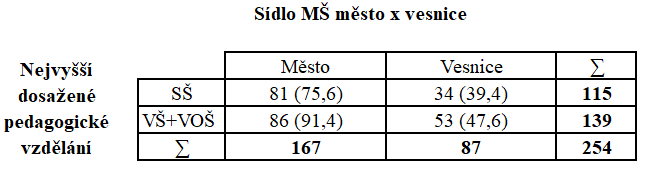 Sídlo MŠ město x vesnice
Nejvyšší dosažené pedagogické vzdělání
Město Vesnice ∑
SŠ 81 (75,6) 34 (39,4) 115
VŠ+VOŠ 86 (91,4) 53 (47,6) 139
∑ 167 87 254